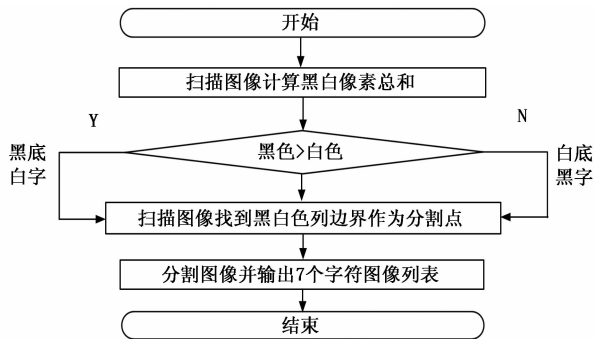 开始
扫描图像计算黑白像素总和
Y
N
黑色>白色
黑底
白字
白底
黑字
扫描图像找到黑白色列边界作为分割点
分割图像并输出7个字符图像列表
结束